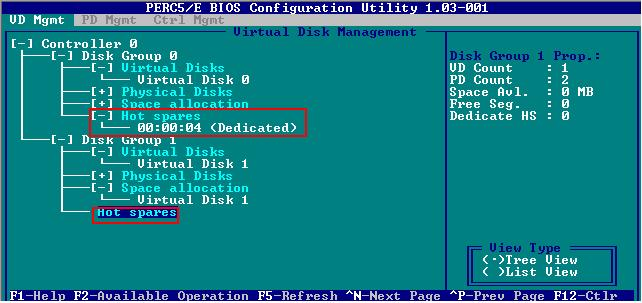 PERC5/E BIOS Configuration Utility 1.03-001
VD Mgmt PD Mgmt Ctrl Mgmt
Virtual Disk Management
[-] Controller 0
[-] Disk Group 0
[-] Virtual Disks
Virtual Disk 0
[+] Physical Disks
[+] Space allocation
[-] Hot spares
00:00:04 (Dedicated)
[-] Disk Group 1
[-] Virtual Disks
Virtual Disk 1
[+] Physical Disks
[-] Space allocation
Virtual Disk 1
Hot spares
Disk Group 1 Prop.:
VD Count : 1
PD Count : 2
Space Avl. : 0 MB
Free Seg. : 0
Dedicate HS : 0
View Type
(·)Tree View
( )List View
F1-Help F2-Available Operation F5-Refresh ^N-Next Page ^P-Prev Page F12-Ctlr